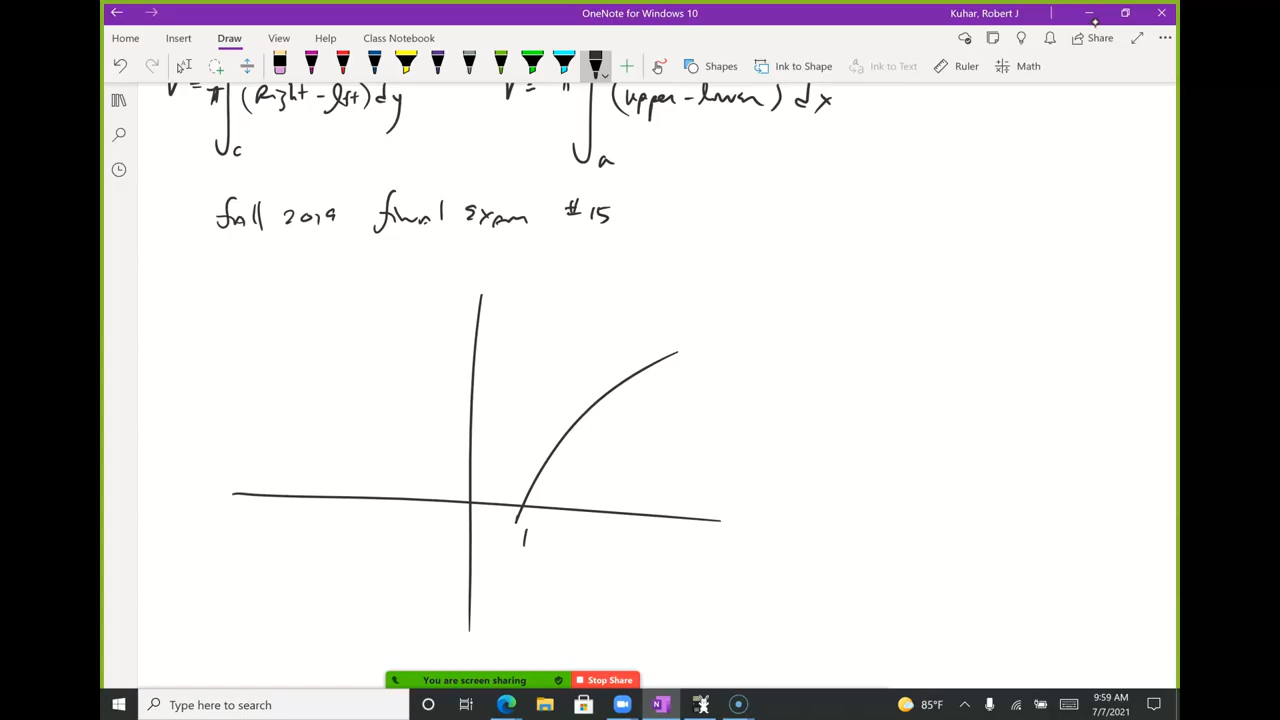 OneNote for Windows 10
Kuhar, Robert J
Home Insert Draw View Help Class Notebook
Share
Shapes Ink to Shape Ink to Text Ruler Math
V = π ∫ c (Right - left) dy V = π ∫ a (upper - lower) dx
fall 2019 final exam #15
1
You are screen sharing Stop Share
Type here to search
85°F
9:59 AM
7/7/2021